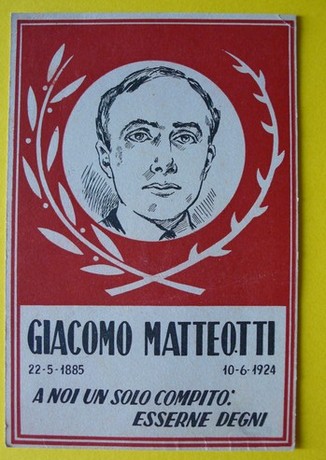 GIACOMO MATTEOTTI
22-5-1885 10-6-1924
A NOI UN SOLO COMPITO:
ESSERNE DEGNI